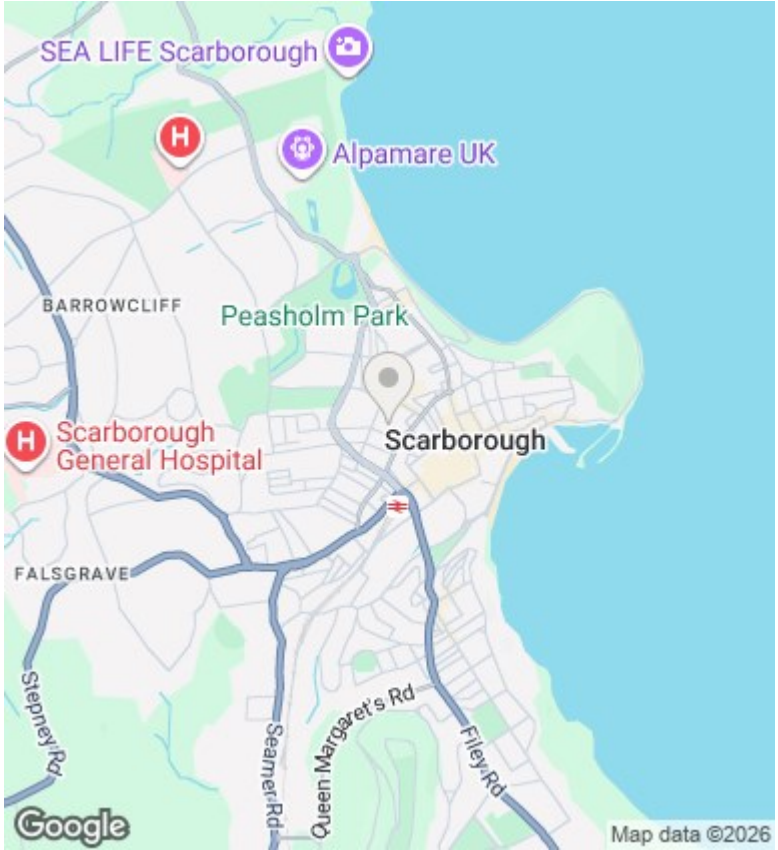 SEA LIFE Scarborough
H
Alpamare UK
BARROWCLIFF
Peasholm Park
Scarborough
H
Scarborough
General Hospital
FALSGRAVE
Stepney Rd
Seamer Rd
Queen Margaret's Rd
Filey Rd
Google
Map data ©2026